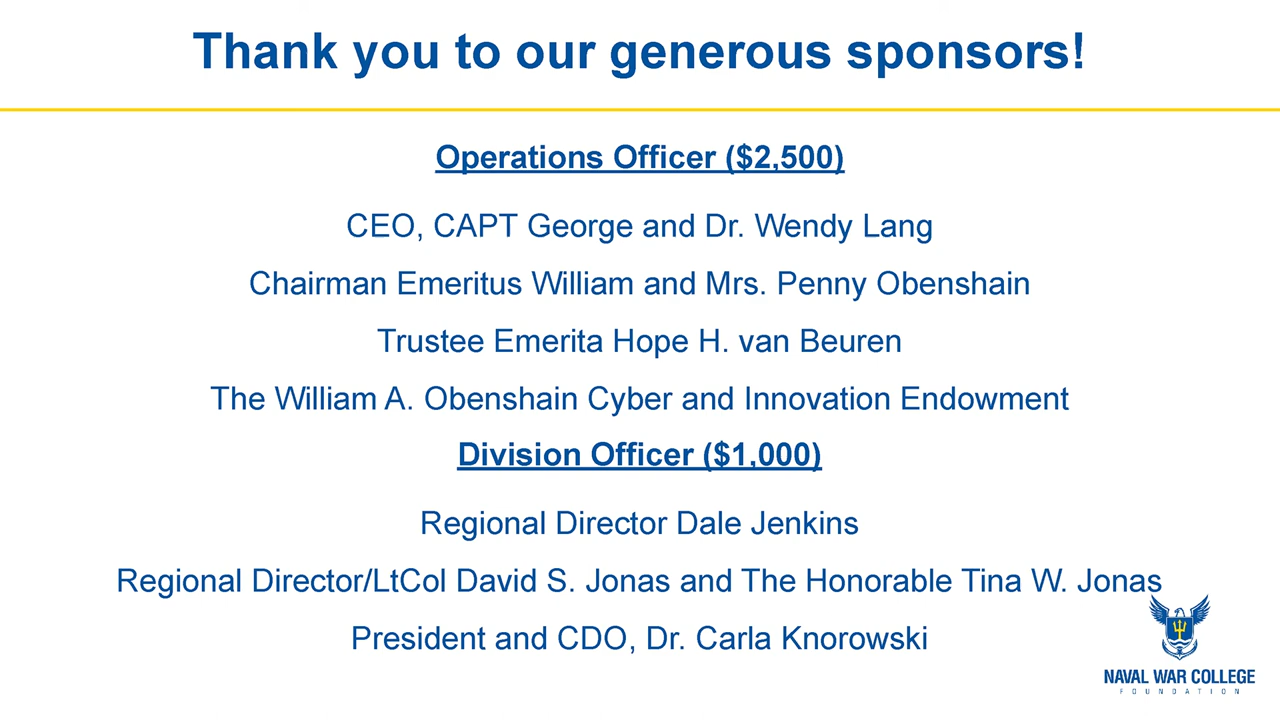 Thank you to our generous sponsors!
Operations Officer ($2,500)
CEO, CAPT George and Dr. Wendy Lang
Chairman Emeritus William and Mrs. Penny Obenshain
Trustee Emerita Hope H. van Beuren
The William A. Obenshain Cyber and Innovation Endowment
Division Officer ($1,000)
Regional Director Dale Jenkins
Regional Director/LtCol David S. Jonas and The Honorable Tina W. Jonas
President and CDO, Dr. Carla Knorowski
NAVAL WAR COLLEGE
FOUNDATION